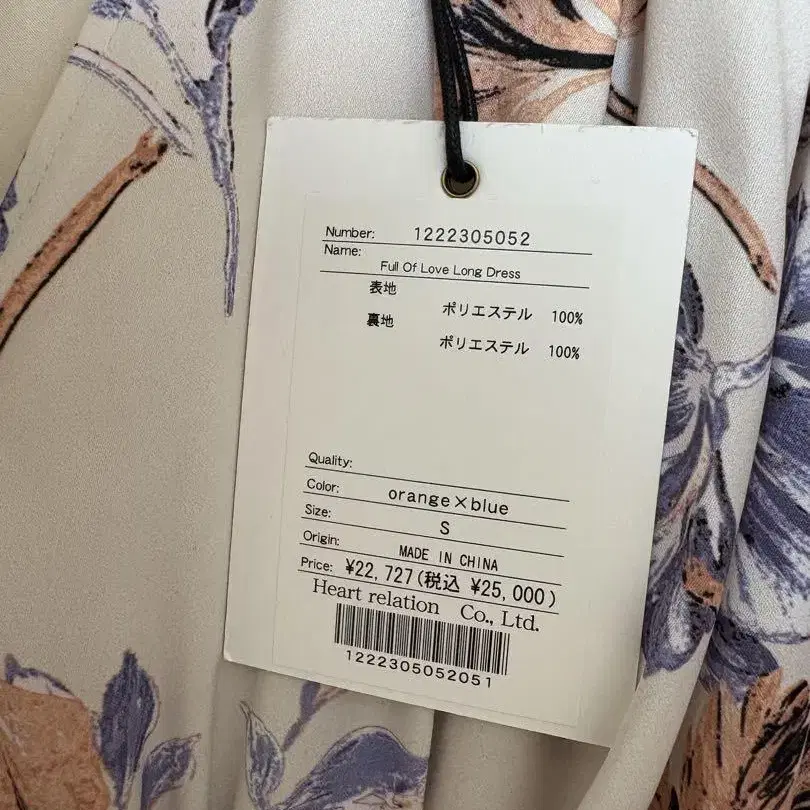 Number: 1222305052
Name:
Full Of Love Long Dress
表地
ポリエステル 100%
裏地
ポリエステル 100%
Quality:
Color: orange×blue
Size: S
Origin: MADE IN CHINA
Price: ¥22,727(税込 ¥25,000)
Heart relation Co., Ltd.
1222305052051